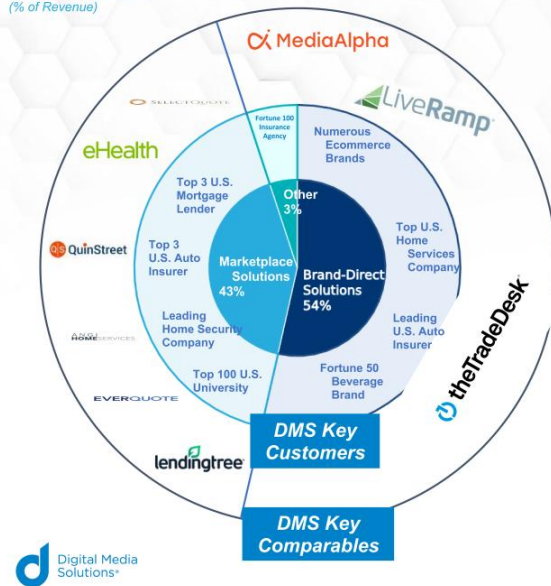 (% of Revenue)
MediaAlpha
LiveRamp
SELECTQUOTE
Fortune 100
Insurance
Agency
Numerous
Ecommerce
Brands
eHealth
Top 3 U.S.
Mortgage
Lender
Other
3%
Top U.S.
Home
Services
Company
QS QuinStreet
Top 3
U.S. Auto
Insurer
Marketplace
Solutions
43%
Brand-Direct
Solutions
54%
theTradeDesk
ANGI
HOMESERVICES
Leading
Home Security
Company
Leading
U.S. Auto
Insurer
EVERQUOTE
Top 100 U.S.
University
Fortune 50
Beverage
Brand
lendingtree
DMS Key
Customers
DMS Key
Comparables
d Digital Media
Solutions